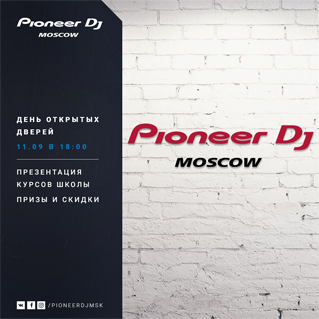 Pioneer Dj
MOSCOW
ДЕНЬ ОТКРЫТЫХ
ДВЕРЕЙ
11.09 В 18:00
ПРЕЗЕНТАЦИЯ
КУРСОВ ШКОЛЫ
ПРИЗЫ И СКИДКИ
/PIONEERDJMSK
Pioneer Dj
MOSCOW